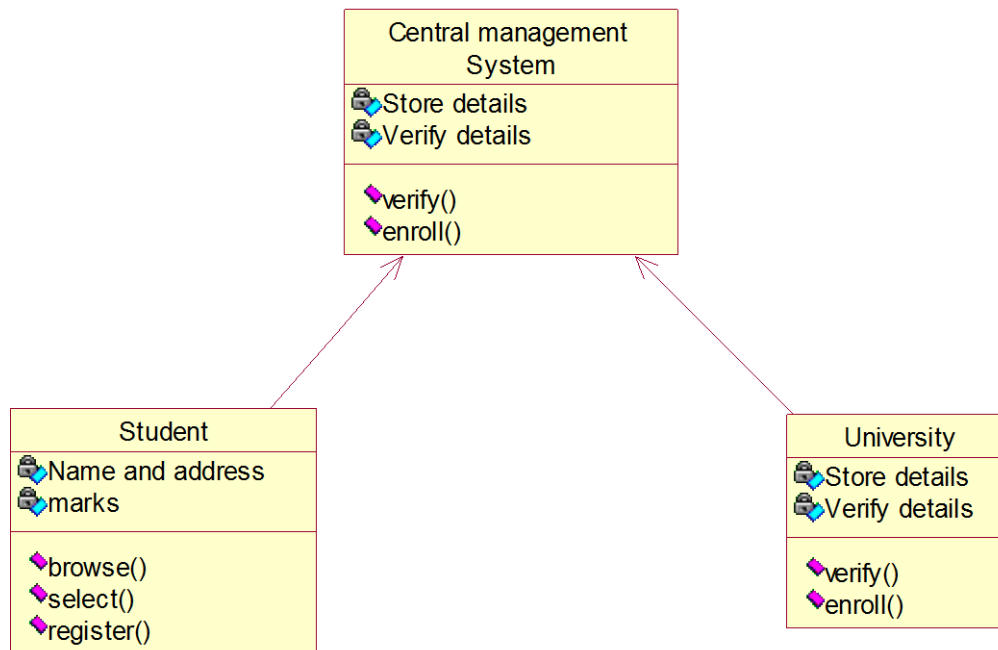 Central management
System
Store details
Verify details
verify()
enroll()
Student
Name and address
marks
browse()
select()
register()
University
Store details
Verify details
verify()
enroll()